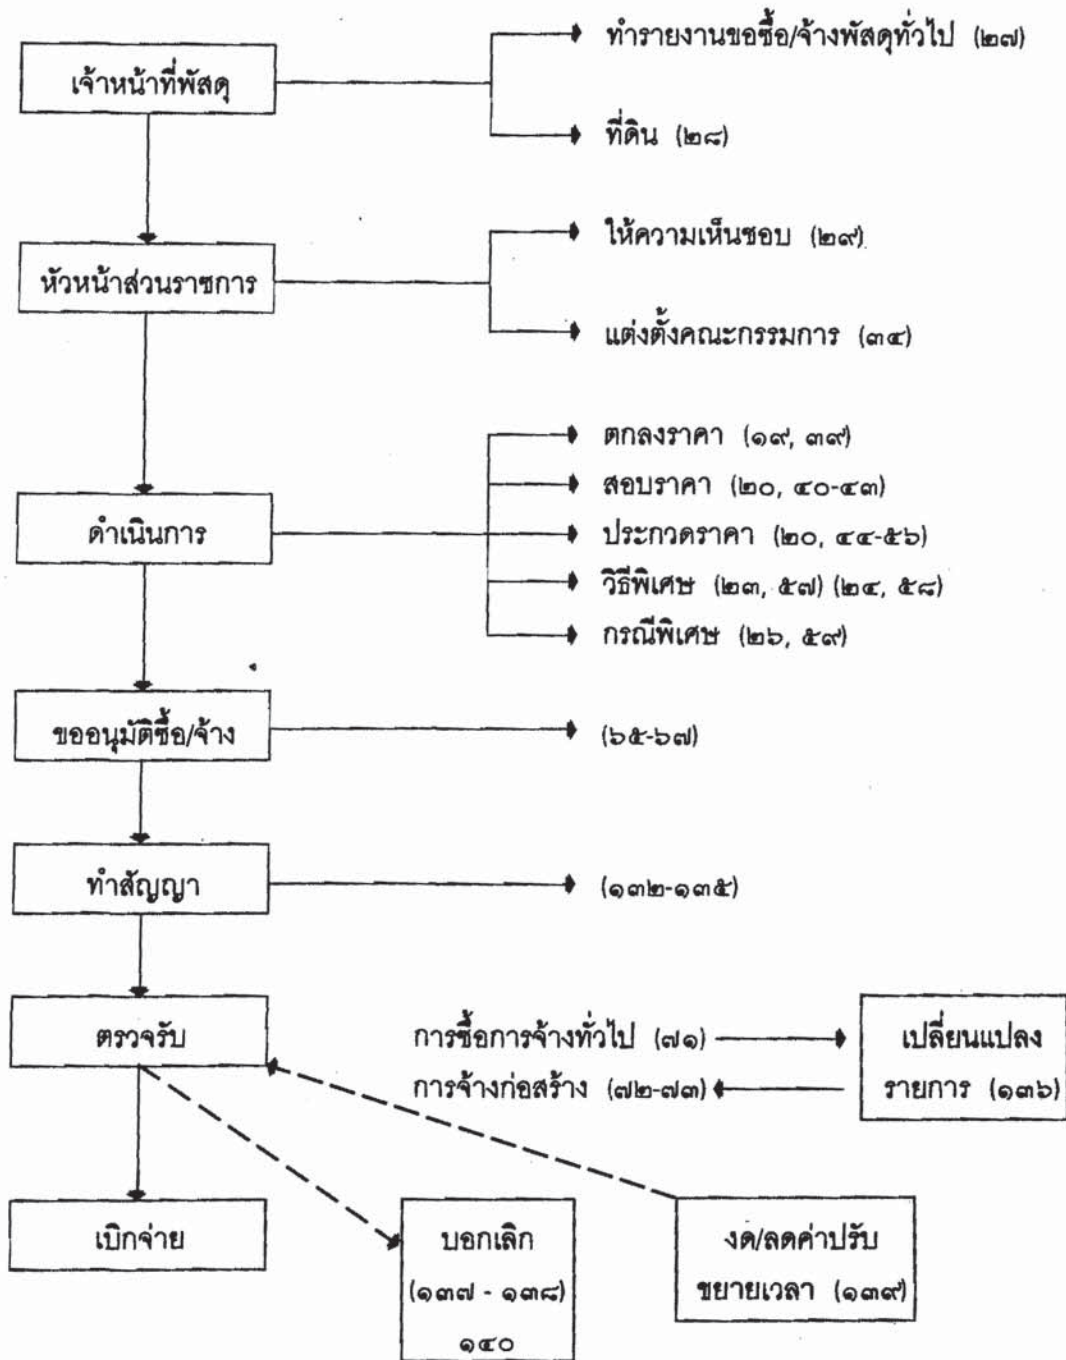 ทำรายงานขอซื้อ/จ้างพัสดุทั่วไป (๒๗)
เจ้าหน้าที่พัสดุ
ที่ดิน (๒๘)
ให้ความเห็นชอบ (๒๙)
หัวหน้าส่วนราชการ
แต่งตั้งคณะกรรมการ (๓๔)
ตกลงราคา (๑๙, ๓๙)
สอบราคา (๒๐, ๔๐-๔๓)
ดำเนินการ
ประกวดราคา (๒๐, ๔๔-๕๖)
วิธีพิเศษ (๒๓, ๕๗) (๒๔, ๕๘)
กรณีพิเศษ (๒๖, ๕๙)
ขออนุมัติซื้อ/จ้าง
(๖๕-๖๗)
ทำสัญญา
(๑๓๒-๑๓๕)
ตรวจรับ
การซื้อการจ้างทั่วไป (๗๑)
การจ้างก่อสร้าง (๗๒-๗๓)
เปลี่ยนแปลง
รายการ (๑๓๖)
เบิกจ่าย
บอกเลิก
(๑๓๗ - ๑๓๘)
๑๔๐
งด/ลดค่าปรับ
ขยายเวลา (๑๓๙)